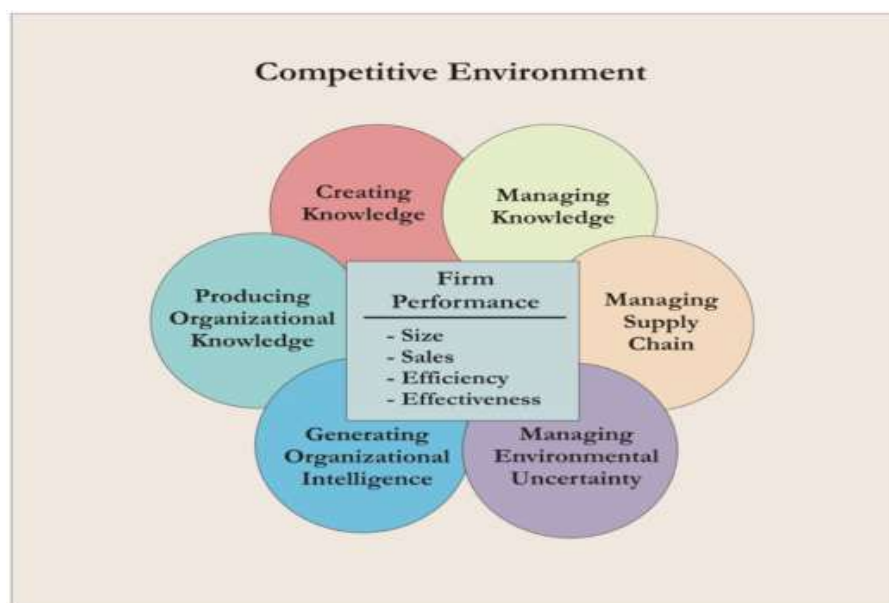 Competitive Environment
Creating
Knowledge
Managing
Knowledge
Producing
Organizational
Knowledge
Firm
Performance
- Size
- Sales
- Efficiency
- Effectiveness
Managing
Supply
Chain
Generating
Organizational
Intelligence
Managing
Environmental
Uncertainty